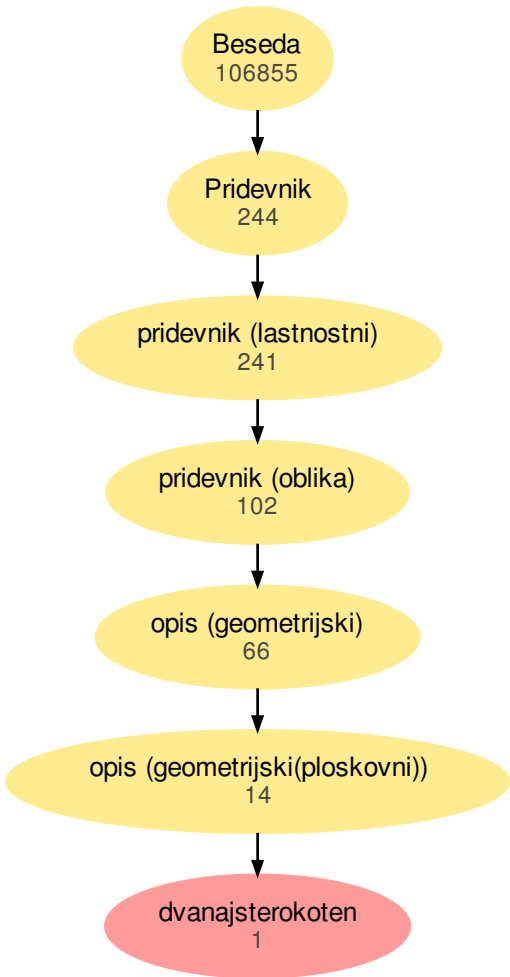 Beseda
106855
Pridevnik
244
pridevnik (lastnostni)
241
pridevnik (oblika)
102
opis (geometrijski)
66
opis (geometrijski(ploskovni))
14
dvanajsterokoten
1